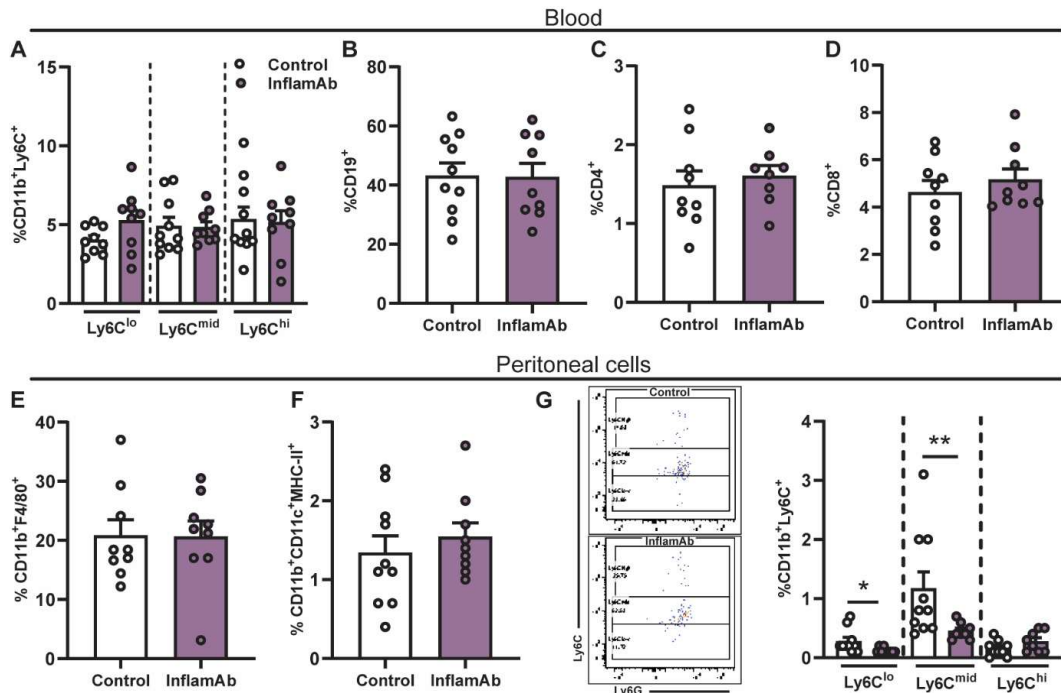 Blood
A
%CD11b+Ly6C+
15
10
5
0
Control
InflamAb
Ly6Clo
Ly6Cmid
Ly6Chi
B
%CD19+
80
60
40
20
0
Control
InflamAb
C
%CD4+
3
2
1
0
Control
InflamAb
D
%CD8+
10
8
6
4
2
0
Control
InflamAb
Peritoneal cells
E
% CD11b+F4/80+
40
30
20
10
0
Control
InflamAb
F
% CD11b+CD11c+MHC-II+
3
2
1
0
Control
InflamAb
G
Control
InflamAb
Ly6C
Ly6G
%CD11b+Ly6C+
4
3
2
1
0
*
**
Ly6Clo
Ly6Cmid
Ly6Chi